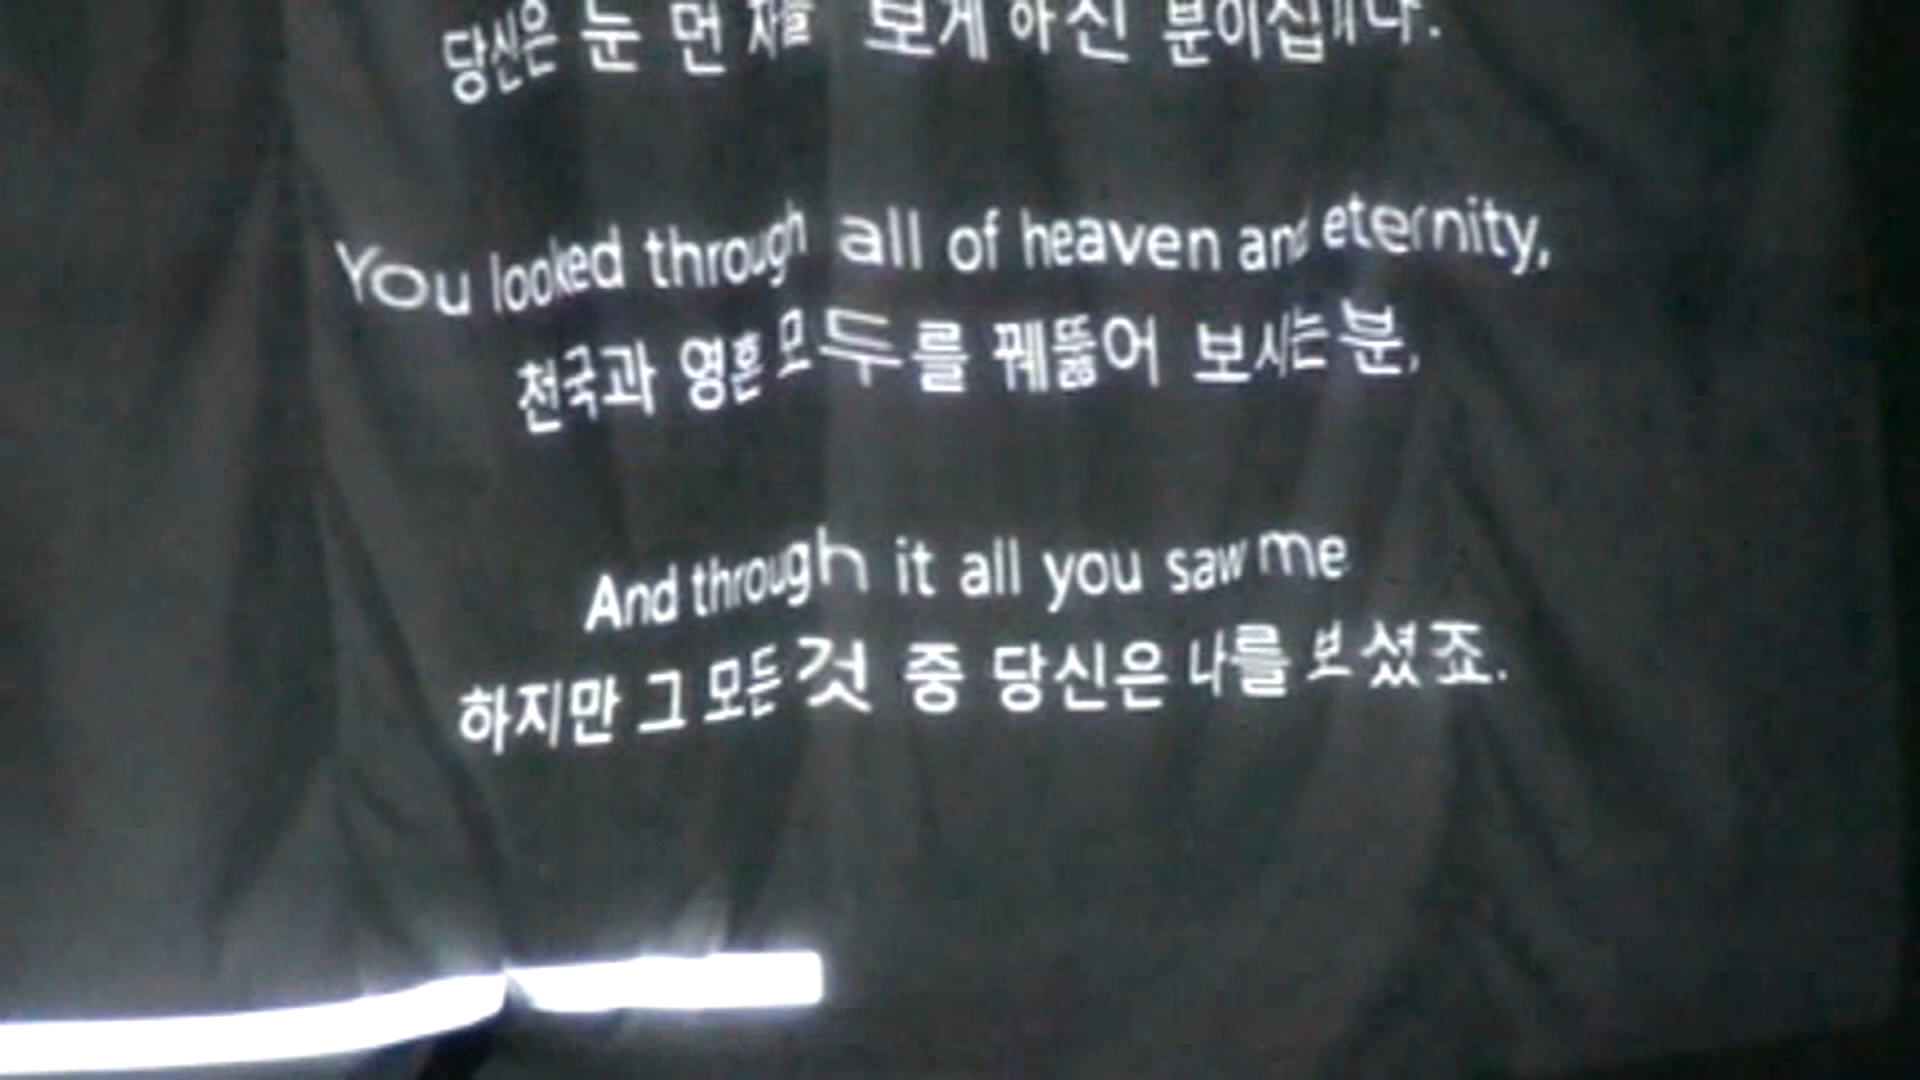 당신은 눈 먼 자를 보게 하신 분이십니다.
You looked through all of heaven and eternity,
천국과 영혼 모두를 꿰뚫어 보시는 분,
And through it all you saw me
하지만 그 모든 것 중 당신은 나를 보셨죠.